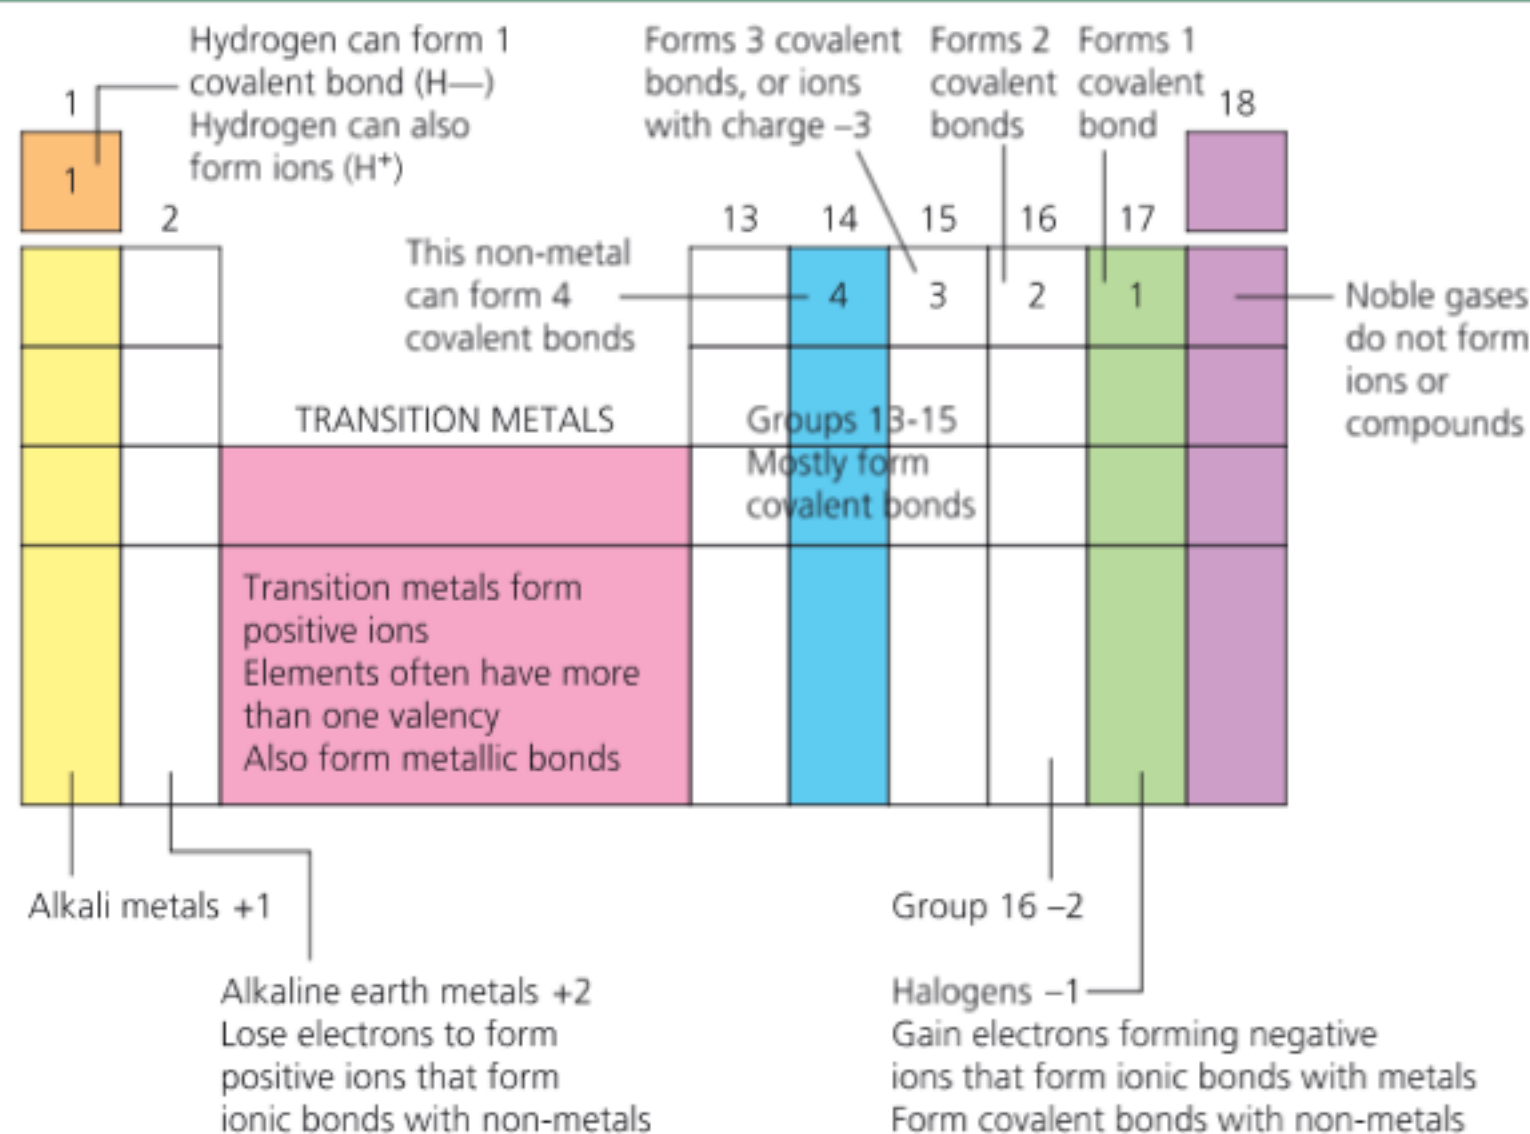 Hydrogen can form 1
covalent bond (H—)
Hydrogen can also
form ions (H⁺)
Forms 3 covalent
bonds, or ions
with charge –3
Forms 2
covalent
bonds
Forms 1
covalent
bond
1
18
1
2
13
14
15
16
17
This non-metal
can form 4
covalent bonds
4
3
2
1
Noble gases
do not form
ions or
compounds
TRANSITION METALS
Groups 13-15
Mostly form
covalent bonds
Transition metals form
positive ions
Elements often have more
than one valency
Also form metallic bonds
Alkali metals +1
Group 16 –2
Alkaline earth metals +2
Lose electrons to form
positive ions that form
ionic bonds with non-metals
Halogens –1
Gain electrons forming negative
ions that form ionic bonds with metals
Form covalent bonds with non-metals